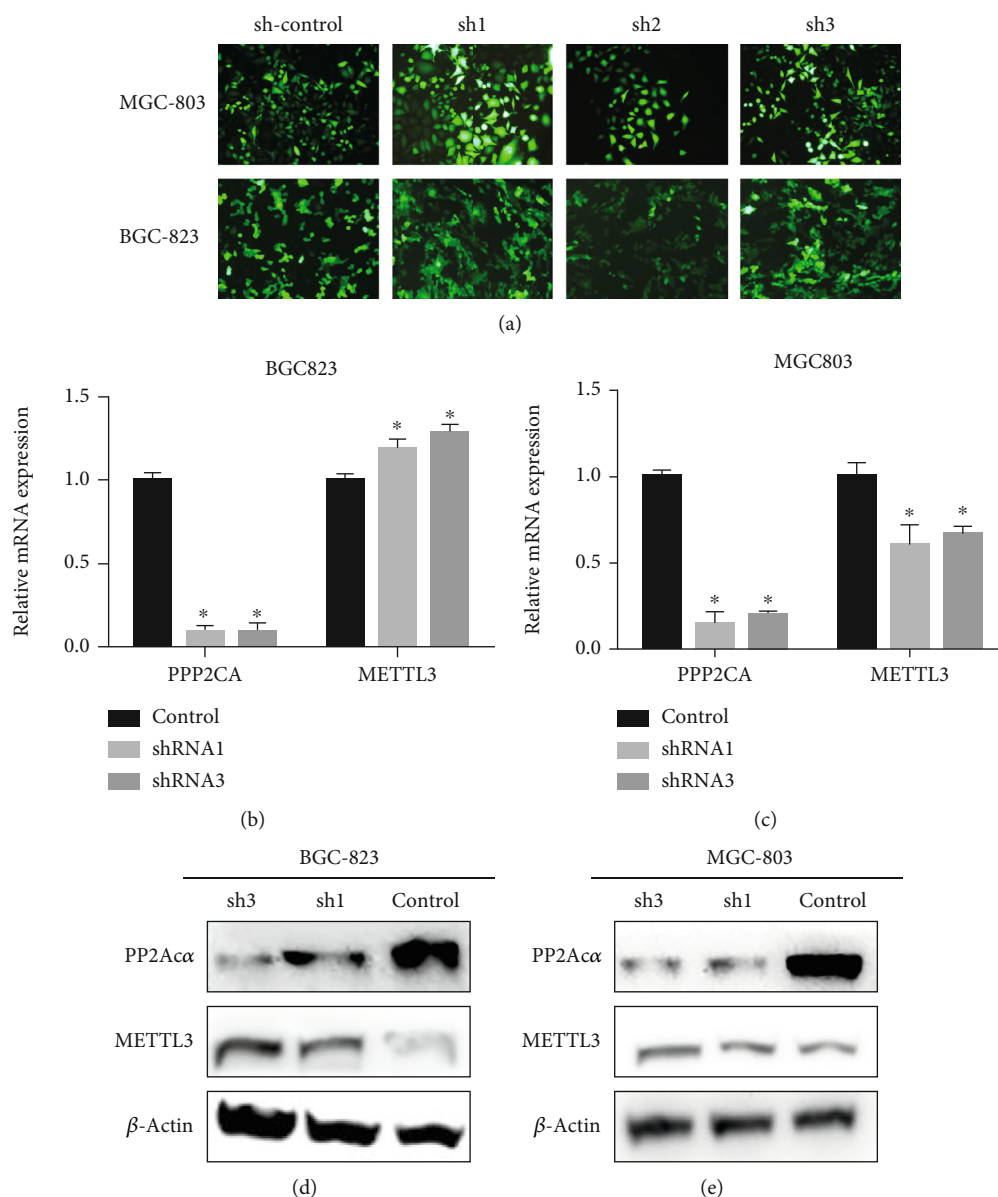 sh-control sh1 sh2 sh3
MGC-803
BGC-823
(a)
BGC823
Relative mRNA expression
1.5
1.0
0.5
0.0
* * * *
PPP2CA METTL3
Control
shRNA1
shRNA3
(b)
MGC803
Relative mRNA expression
1.5
1.0
0.5
0.0
* * * *
PPP2CA METTL3
Control
shRNA1
shRNA3
(c)
BGC-823
sh3 sh1 Control
PP2Acα
METTL3
β-Actin
(d)
MGC-803
sh3 sh1 Control
PP2Acα
METTL3
β-Actin
(e)